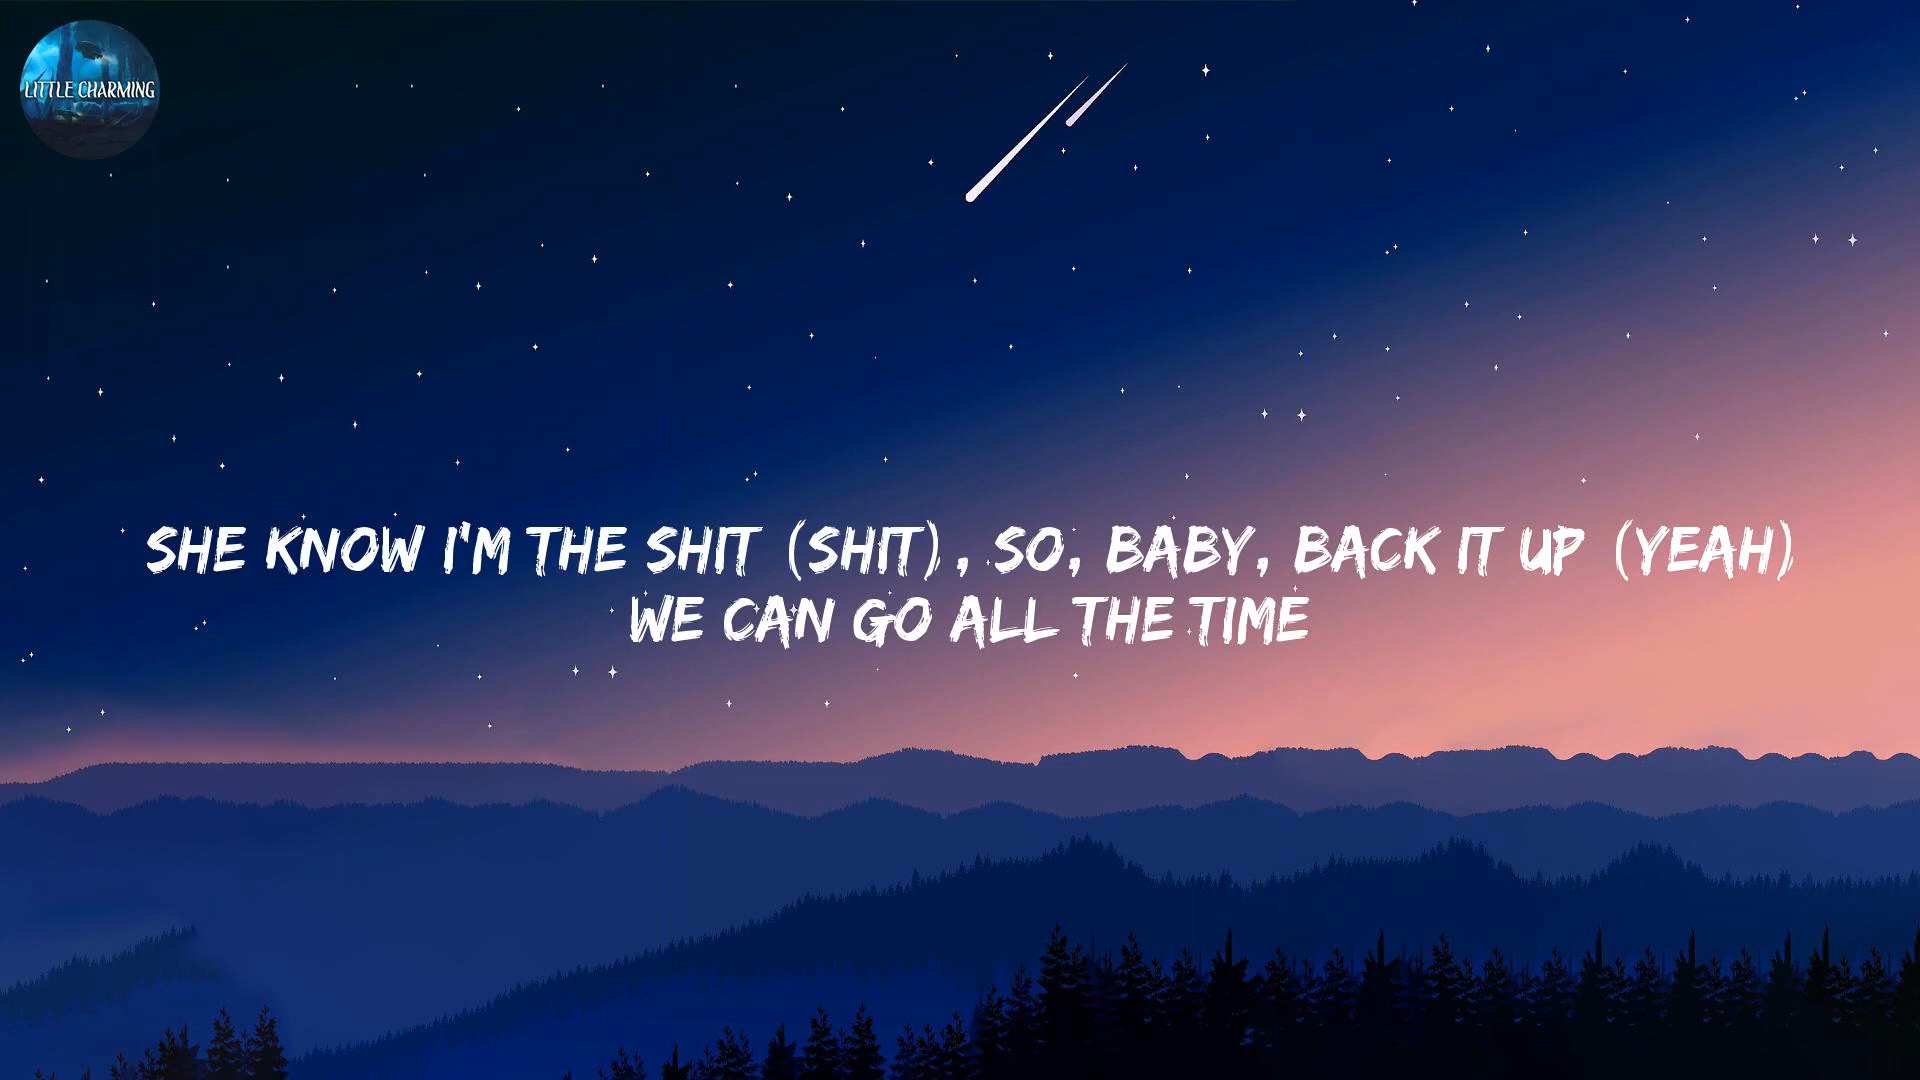 LITTLE CHARMING
SHE KNOW I'M THE SHIT (SHIT), SO, BABY, BACK IT UP (YEAH)
WE CAN GO ALL THE TIME